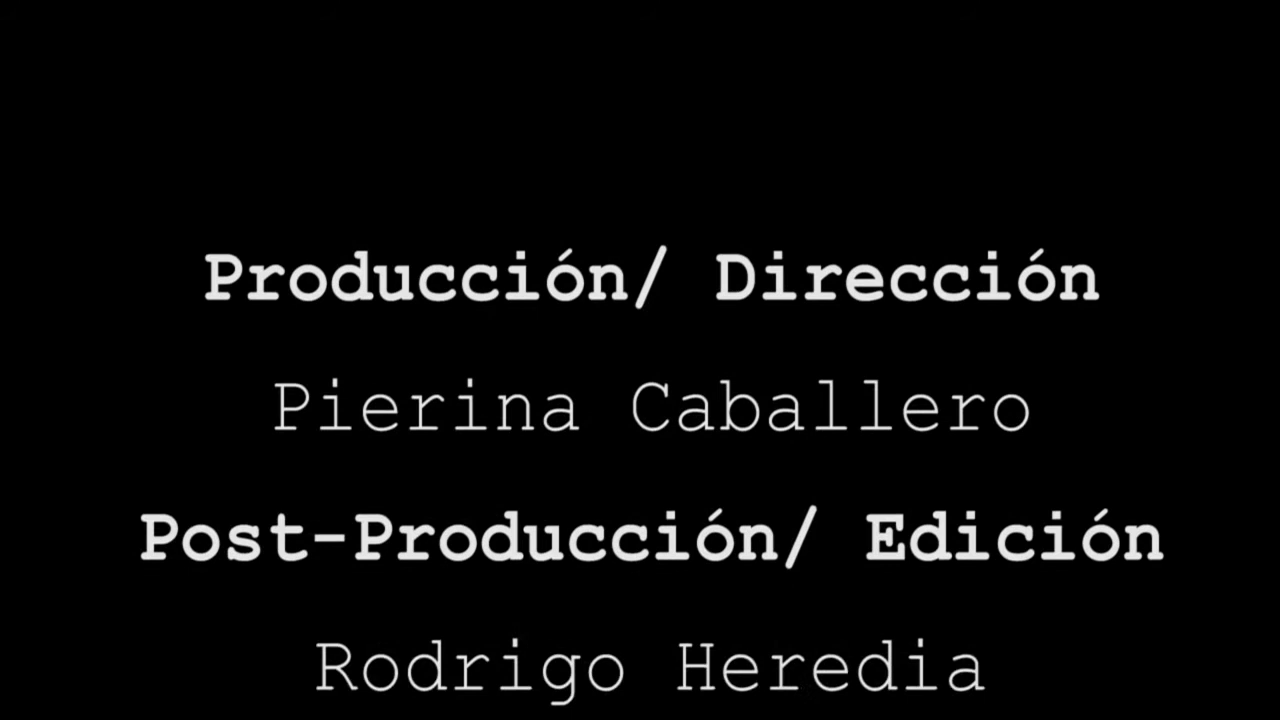 Producción/ Dirección
Pierina Caballero
Post-Producción/ Edición
Rodrigo Heredia